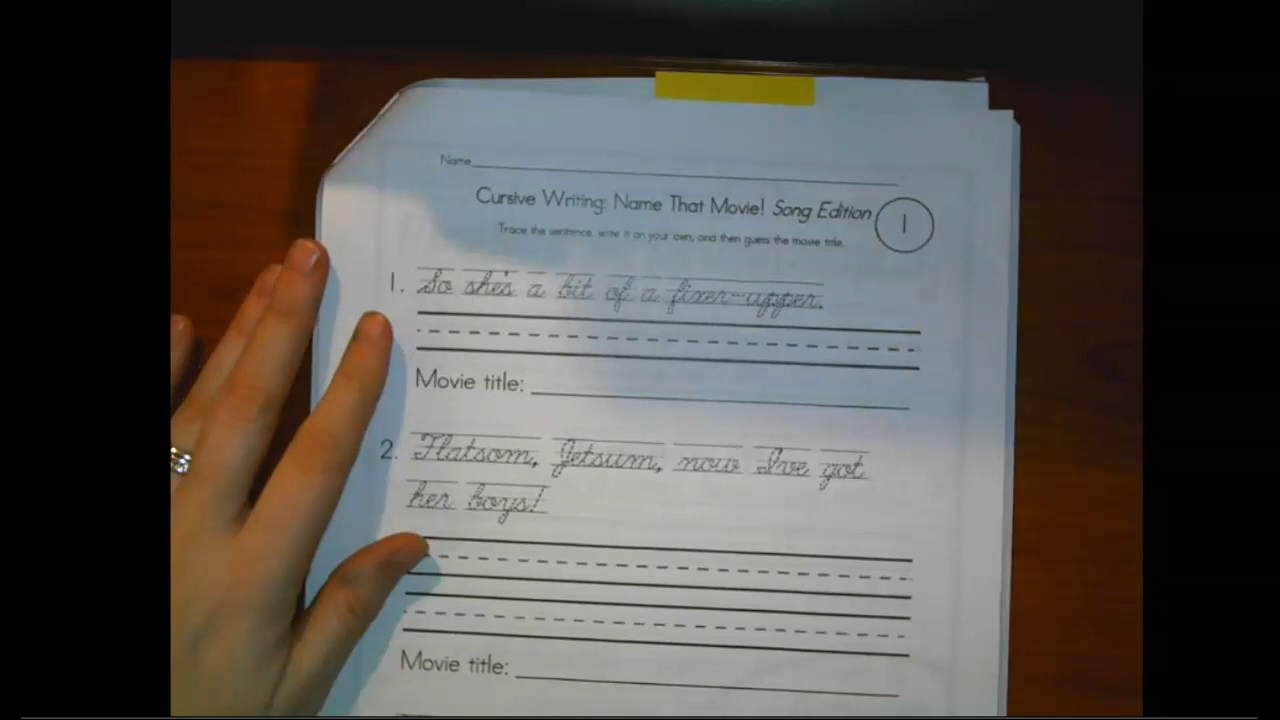 Name
Cursive Writing: Name That Movie! Song Edition 1
Trace the sentence, write it on your own, and then guess the movie title.
1. So she's a bit of a fixer-upper.
Movie title:
2. Flatsom, Jetsum, now I've got
her boys!
Movie title: